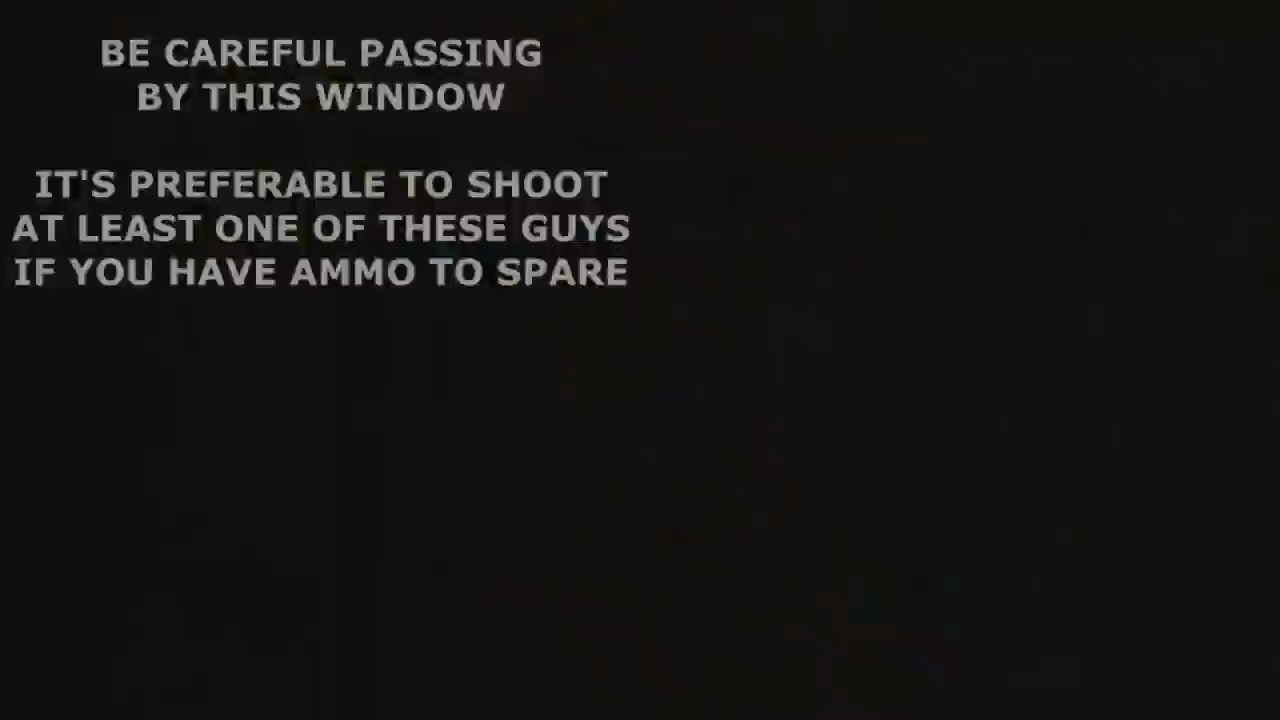 BE CAREFUL PASSING
BY THIS WINDOW
IT'S PREFERABLE TO SHOOT
AT LEAST ONE OF THESE GUYS
IF YOU HAVE AMMO TO SPARE